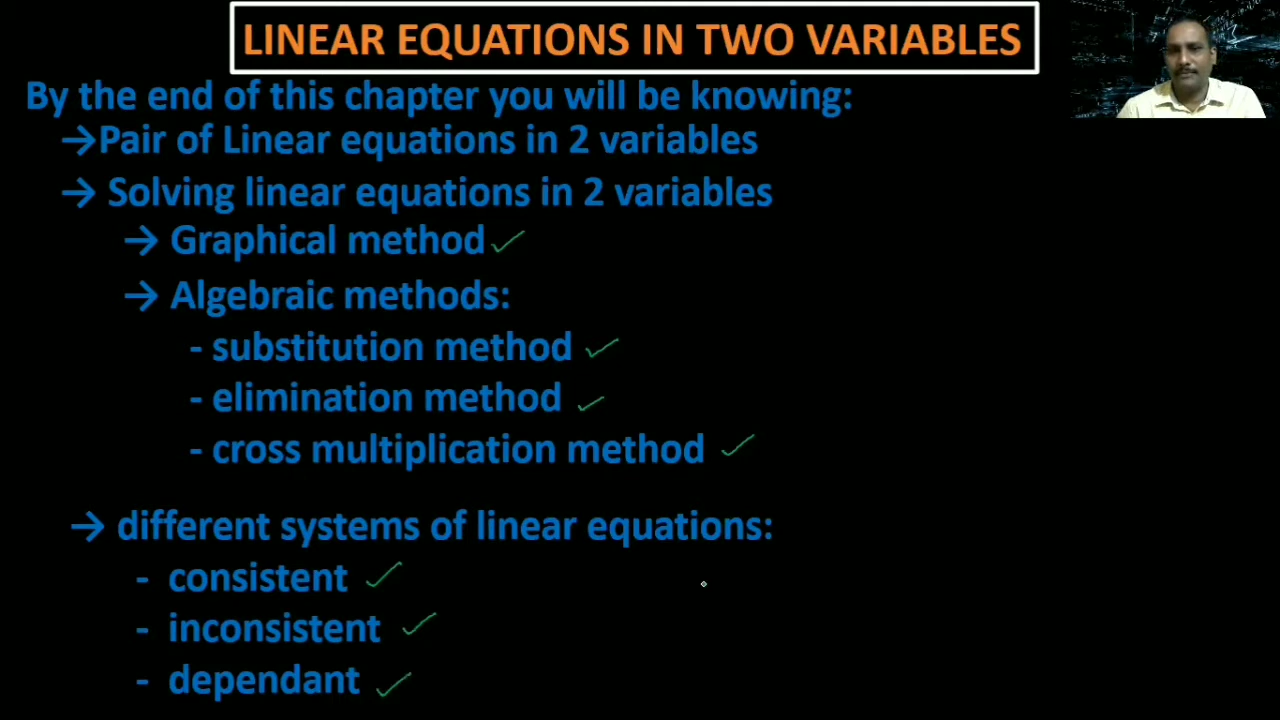 LINEAR EQUATIONS IN TWO VARIABLES
By the end of this chapter you will be knowing:
→Pair of Linear equations in 2 variables
→ Solving linear equations in 2 variables
→ Graphical method
→ Algebraic methods:
- substitution method
- elimination method
- cross multiplication method
→ different systems of linear equations:
- consistent
- inconsistent
- dependant